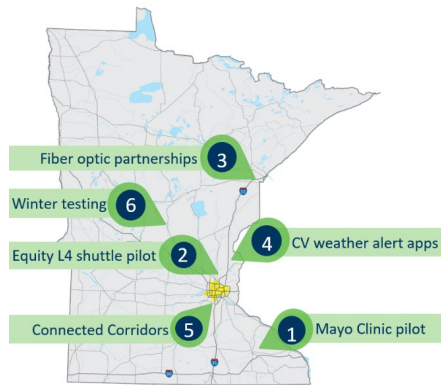 Fiber optic partnerships 3
Winter testing 6
4 CV weather alert apps
Equity L4 shuttle pilot 2
Connected Corridors 5
1 Mayo Clinic pilot